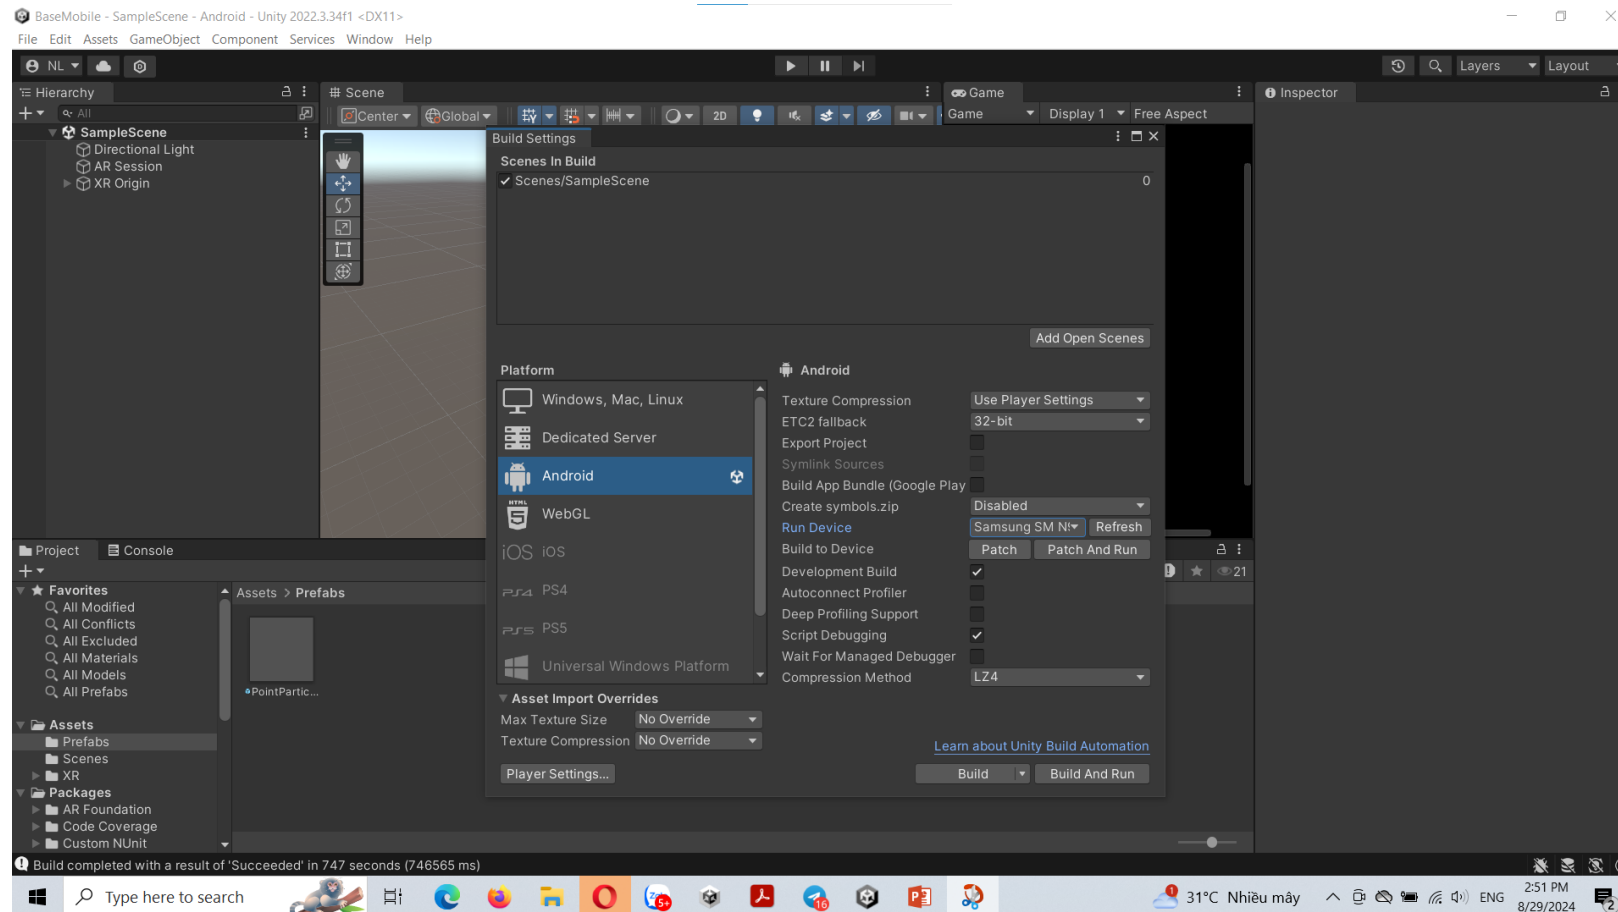 BaseMobile - SampleScene - Android - Unity 2022.3.34f1 <DX11>
File Edit Assets GameObject Component Services Window Help
NL
Layers Layout
Hierarchy
Scene
Game
Inspector
All
Center Global 2D
Game Display 1 Free Aspect
SampleScene
Directional Light
AR Session
XR Origin
Build Settings
Scenes In Build
Scenes/SampleScene 0
Add Open Scenes
Platform
Windows, Mac, Linux
Dedicated Server
Android
HTML
WebGL
iOS iOS
PS4 PS4
PS5 PS5
Universal Windows Platform
Android
Texture Compression Use Player Settings
ETC2 fallback 32-bit
Export Project
Symlink Sources
Build App Bundle (Google Play
Create symbols.zip Disabled
Run Device Samsung SM Refresh
Build to Device Patch Patch And Run
Development Build
Autoconnect Profiler
Deep Profiling Support
Script Debugging
Wait For Managed Debugger
Compression Method LZ4
Asset Import Overrides
Max Texture Size No Override
Texture Compression No Override
Learn about Unity Build Automation
Player Settings... Build Build And Run
Project Console
21
Favorites
All Modified
All Conflicts
All Excluded
All Materials
All Models
All Prefabs
Assets
Prefabs
Scenes
XR
Packages
AR Foundation
Code Coverage
Custom NUnit
Assets > Prefabs
PointPartic...
Build completed with a result of 'Succeeded' in 747 seconds (746565 ms)
Type here to search
5+
16
1
31°C Nhiều mây
ENG
2:51 PM
8/29/2024
2